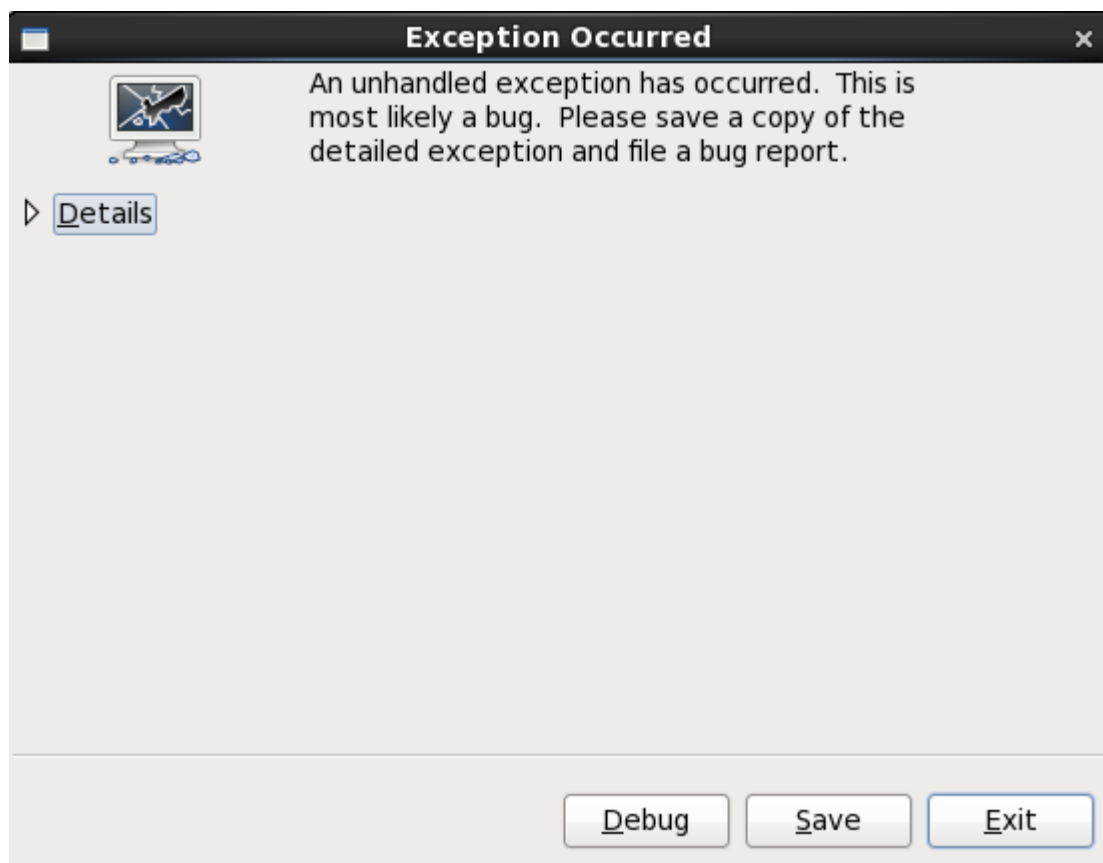 Exception Occurred
An unhandled exception has occurred.  This is
most likely a bug.  Please save a copy of the
detailed exception and file a bug report.
Details
Debug Save Exit